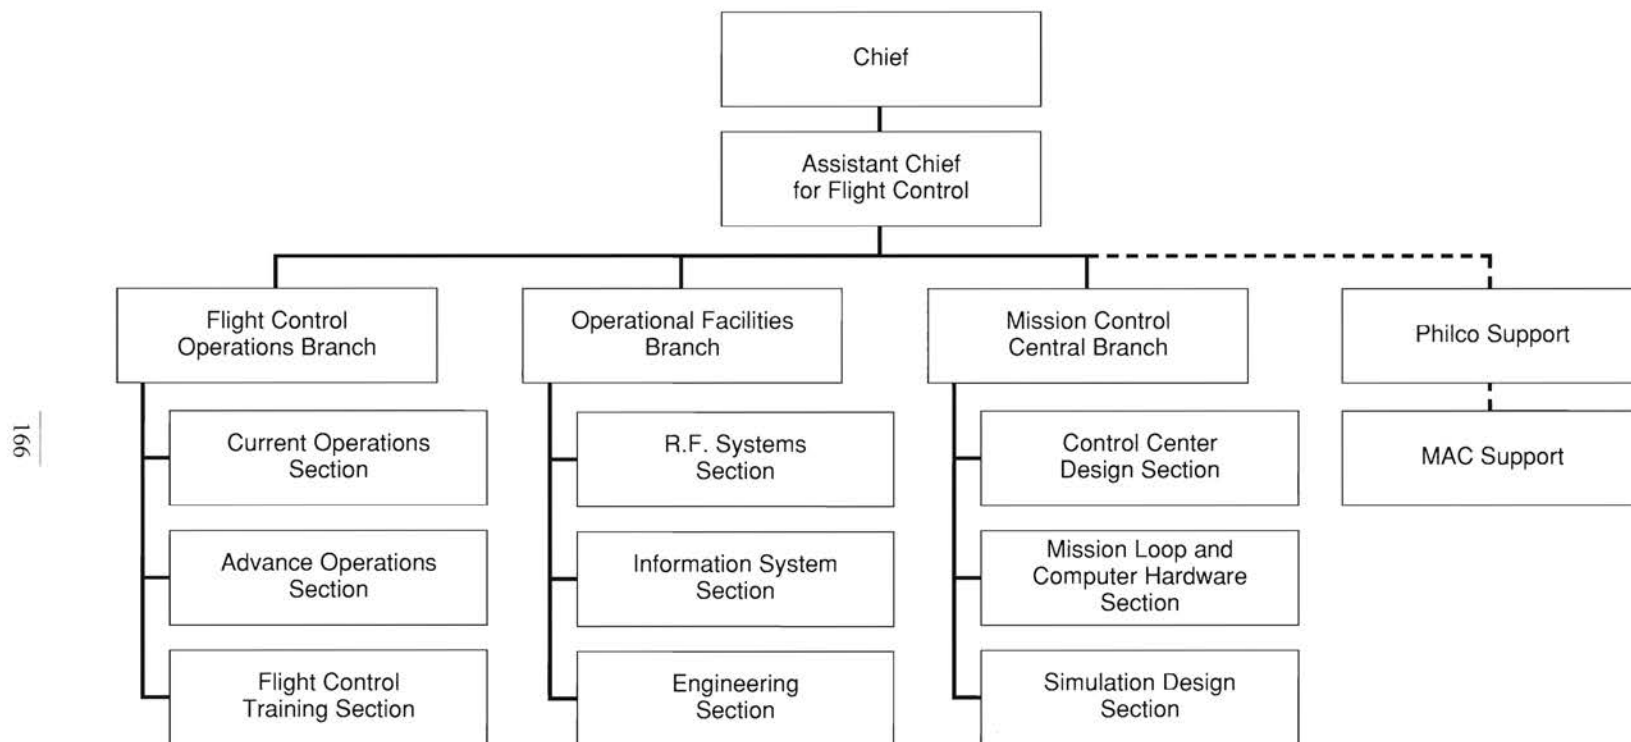 Chief
Assistant Chief
for Flight Control
Flight Control
Operations Branch
Operational Facilities
Branch
Mission Control
Central Branch
Philco Support
Current Operations
Section
R.F. Systems
Section
Control Center
Design Section
MAC Support
166
Advance Operations
Section
Information System
Section
Mission Loop and
Computer Hardware
Section
Flight Control
Training Section
Engineering
Section
Simulation Design
Section